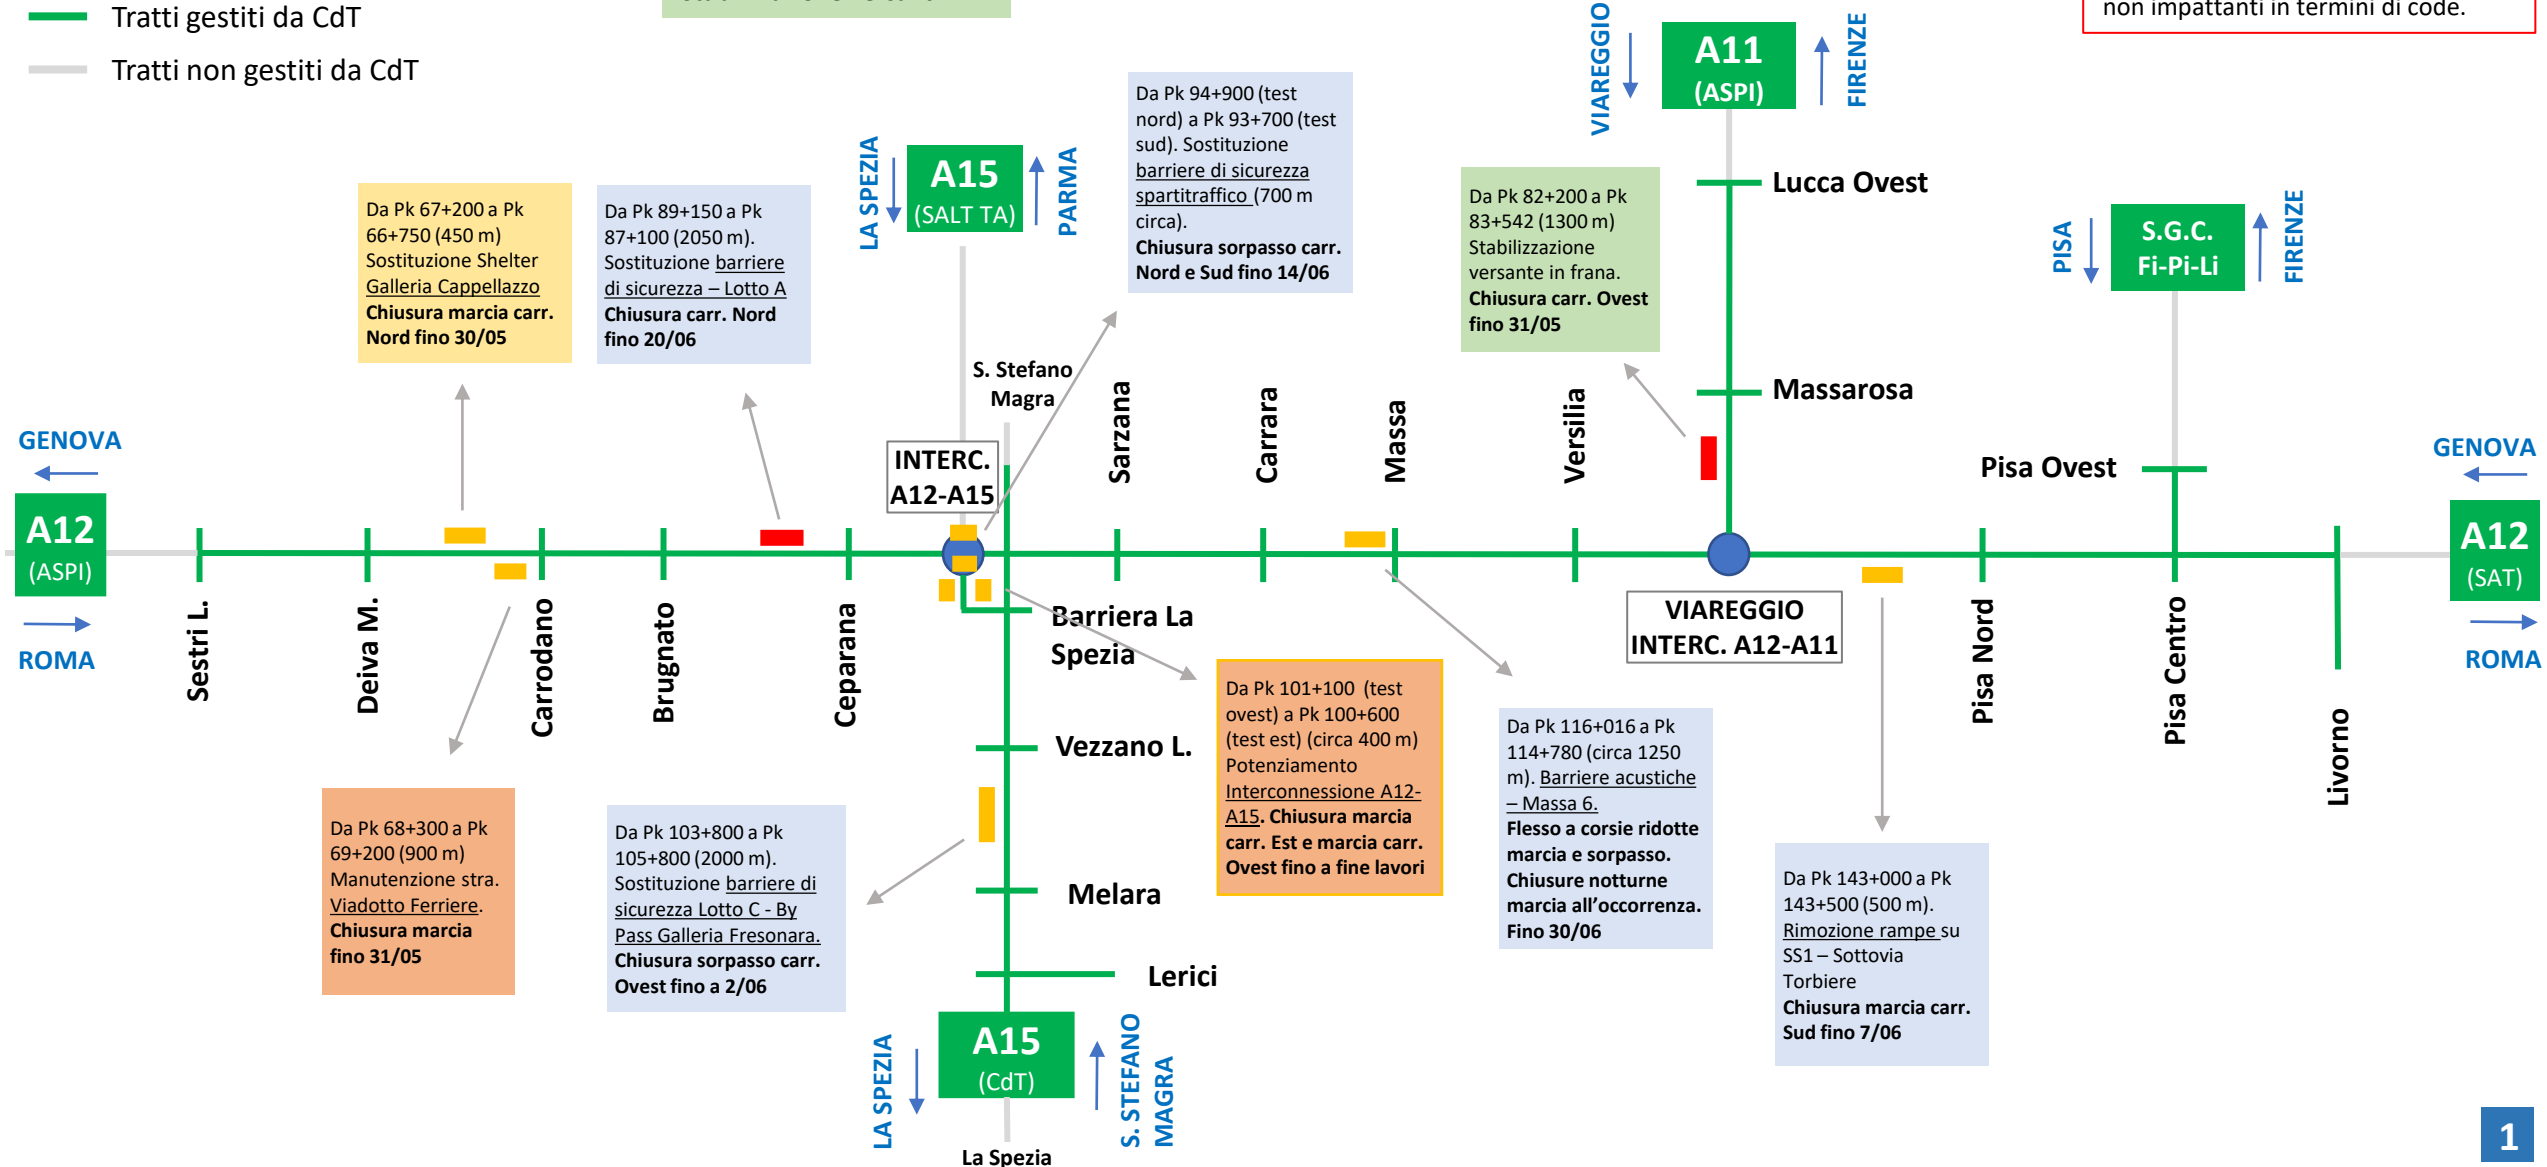 Tratti gestiti da CdT
Tratti non gestiti da CdT
non impattanti in termini di code.
VIAREGGIO
A11
(ASPI)
FIRENZE
LA SPEZIA
A15
(SALT TA)
PARMA
Da Pk 94+900 (test
nord) a Pk 93+700 (test
sud). Sostituzione
barriere di sicurezza
spartitraffico (700 m
circa).
Chiusura sorpasso carr.
Nord e Sud fino 14/06
Da Pk 67+200 a Pk
66+750 (450 m)
Sostituzione Shelter
Galleria Cappellazzo
Chiusura marcia carr.
Nord fino 30/05
Da Pk 89+150 a Pk
87+100 (2050 m).
Sostituzione barriere
di sicurezza – Lotto A
Chiusura carr. Nord
fino 20/06
Da Pk 82+200 a Pk
83+542 (1300 m)
Stabilizzazione
versante in frana.
Chiusura carr. Ovest
fino 31/05
Lucca Ovest
PISA
S.G.C.
Fi-Pi-Li
FIRENZE
Massarosa
S. Stefano
Magra
INTERC.
A12-A15
Sarzana
Carrara
Massa
Versilia
Pisa Ovest
GENOVA
A12
(ASPI)
ROMA
GENOVA
A12
(SAT)
ROMA
Sestri L.
Deiva M.
Carrodano
Brugnato
Ceparana
Barriera La
Spezia
VIAREGGIO
INTERC. A12-A11
Pisa Nord
Pisa Centro
Livorno
Vezzano L.
Melara
Lerici
Da Pk 68+300 a Pk
69+200 (900 m)
Manutenzione stra.
Viadotto Ferriere.
Chiusura marcia
fino 31/05
Da Pk 103+800 a Pk
105+800 (2000 m).
Sostituzione barriere di
sicurezza Lotto C - By
Pass Galleria Fresonara.
Chiusura sorpasso carr.
Ovest fino a 2/06
Da Pk 101+100 (test
ovest) a Pk 100+600
(test est) (circa 400 m)
Potenziamento
Interconnessione A12-
A15. Chiusura marcia
carr. Est e marcia carr.
Ovest fino a fine lavori
Da Pk 116+016 a Pk
114+780 (circa 1250
m). Barriere acustiche
– Massa 6.
Flesso a corsie ridotte
marcia e sorpasso.
Chiusure notturne
marcia all’occorrenza.
Fino 30/06
Da Pk 143+000 a Pk
143+500 (500 m).
Rimozione rampe su
SS1 – Sottovia
Torbiere
Chiusura marcia carr.
Sud fino 7/06
LA SPEZIA
A15
(CdT)
S. STEFANO
MAGRA
La Spezia
1